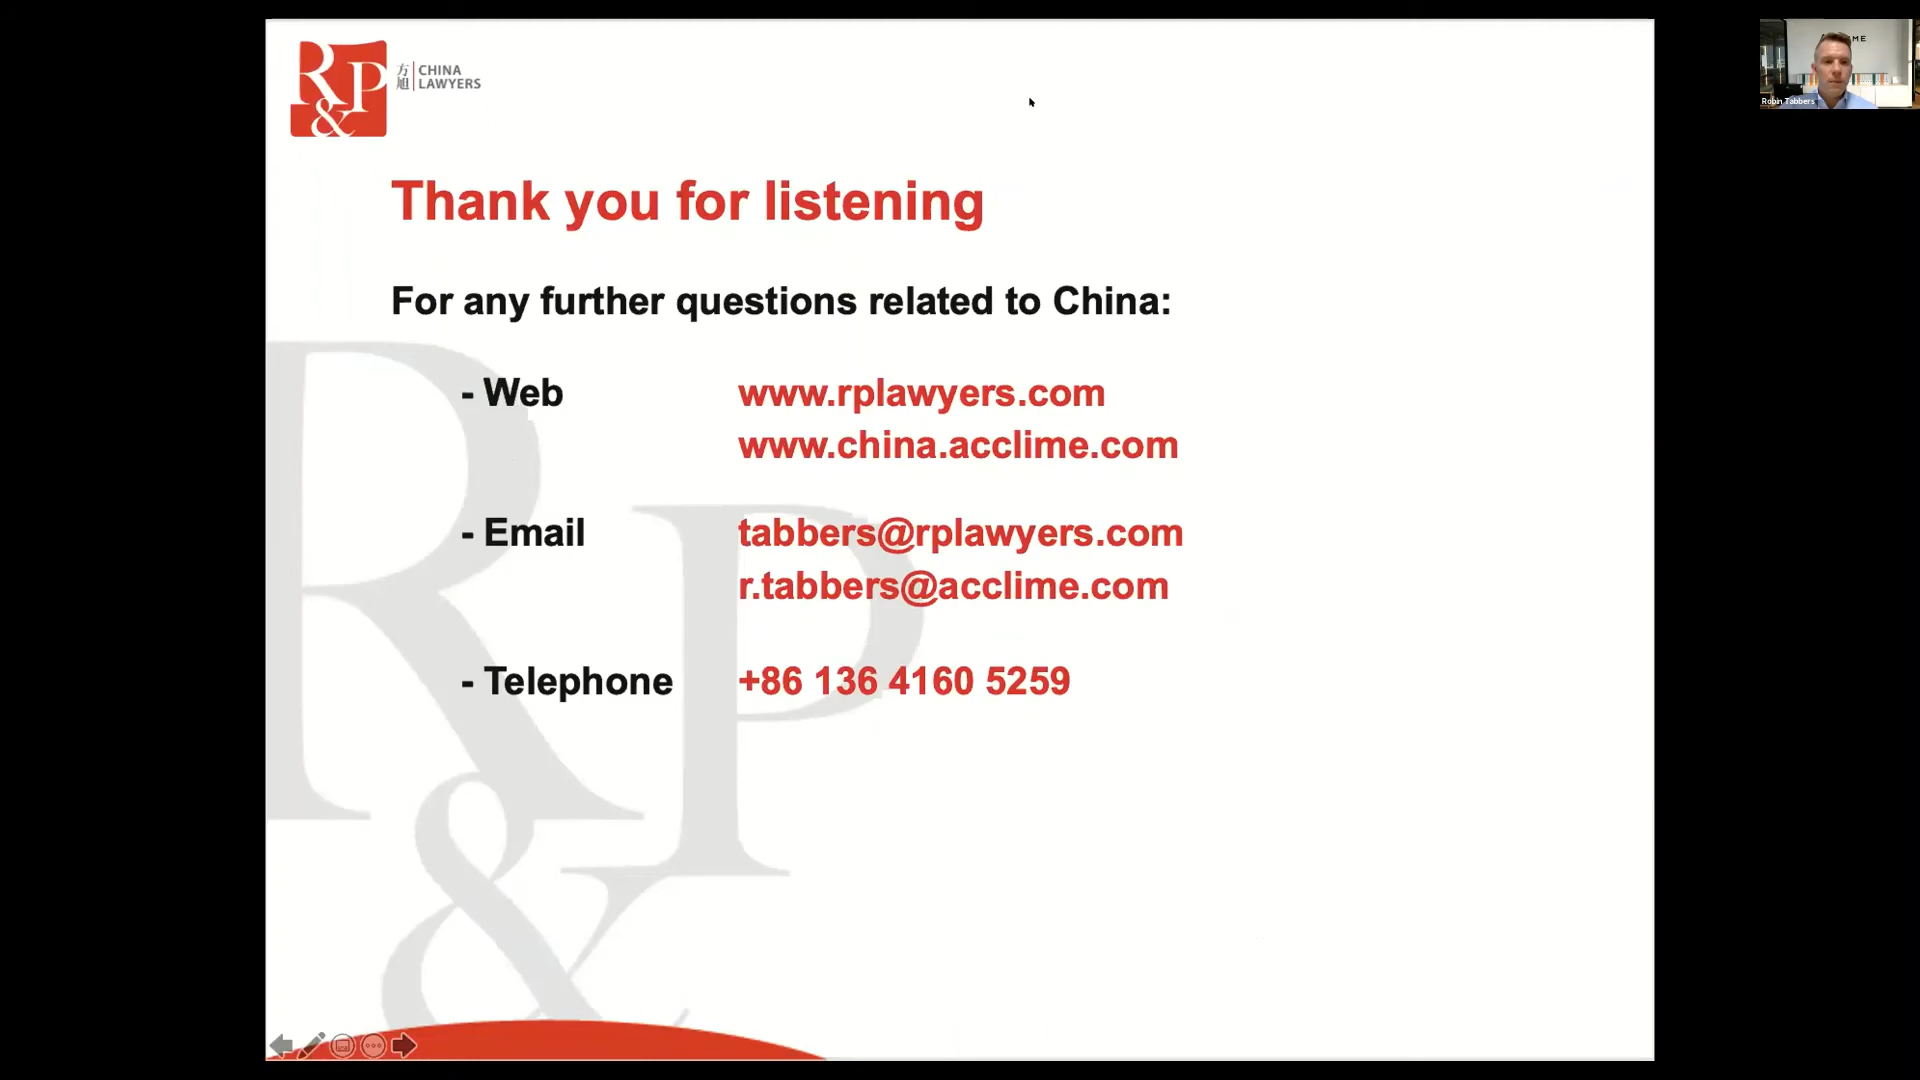 R&P
方旭
CHINA
LAWYERS
Thank you for listening
For any further questions related to China:
- Web www.rplawyers.com
www.china.acclime.com
- Email tabbers@rplawyers.com
r.tabbers@acclime.com
- Telephone +86 136 4160 5259
R&P
Robin Tabbers